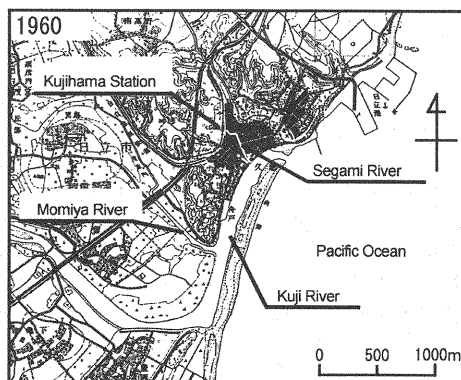 1960
Kujihama Station
Segami River
Momiya River
Pacific Ocean
Kuji River
0 500 1000m